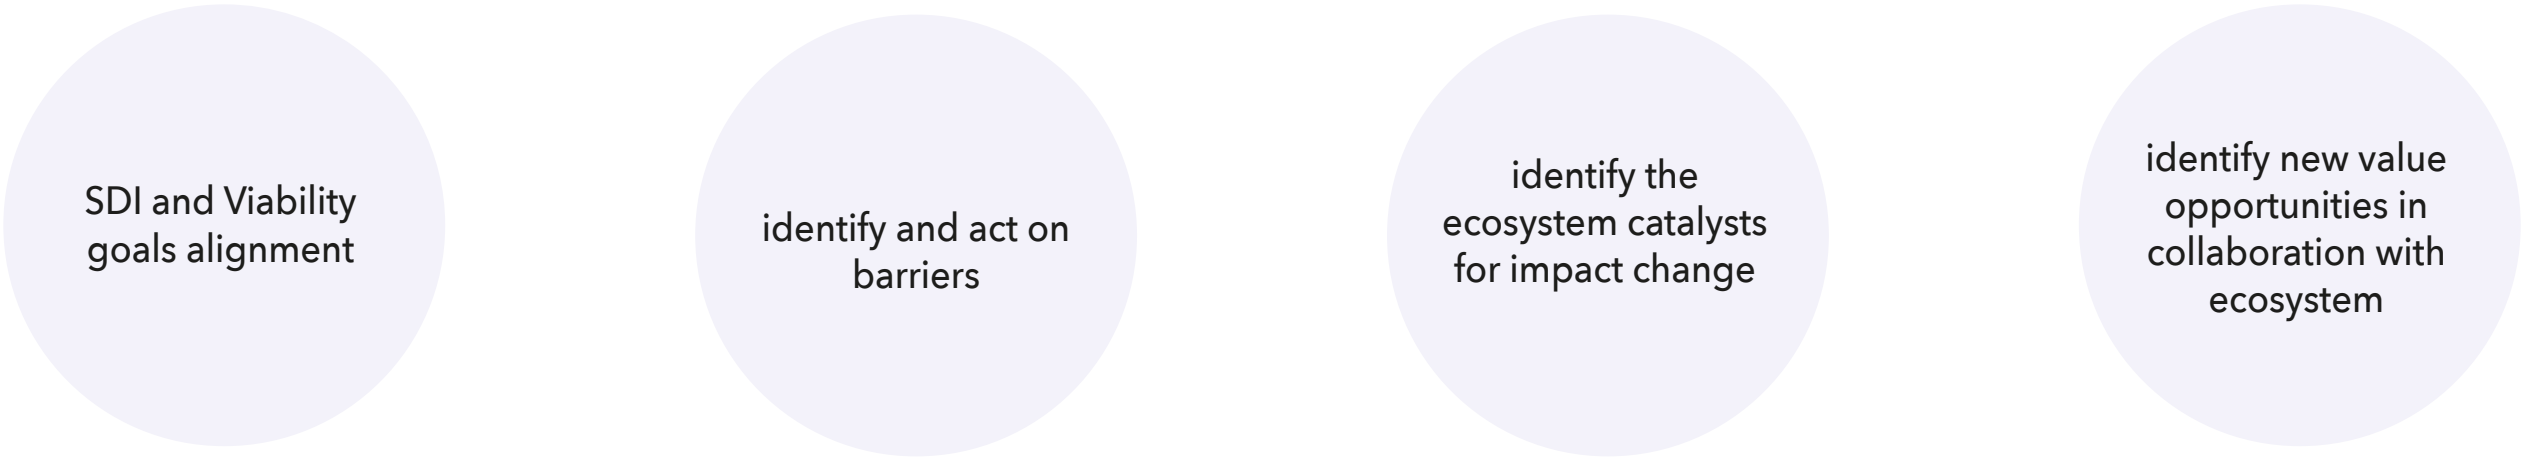 SDI and Viability
goals alignment
identify and act on
barriers
identify the
ecosystem catalysts
for impact change
identify new value
opportunities in
collaboration with
ecosystem